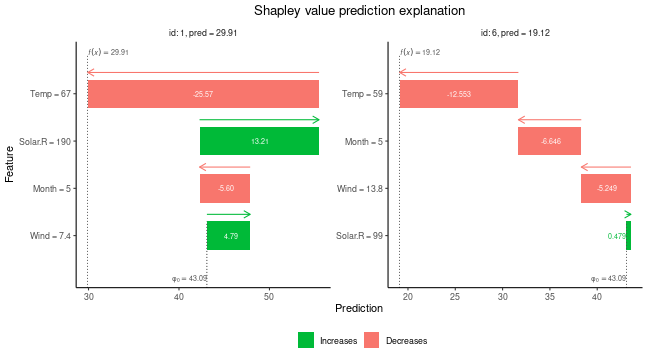 Shapley value prediction explanation
id: 1, pred = 29.91
id: 6, pred = 19.12
f(x) = 29.91
f(x) = 19.12
Feature
Temp = 67
-25.57
Solar.R = 190
13.21
Month = 5
-5.60
Wind = 7.4
4.79
φ₀ = 43.09
30 40 50
Temp = 59
-12.553
Month = 5
-6.646
Wind = 13.8
-5.249
Solar.R = 99
0.479
φ₀ = 43.09
20 25 30 35 40
Prediction
Increases Decreases